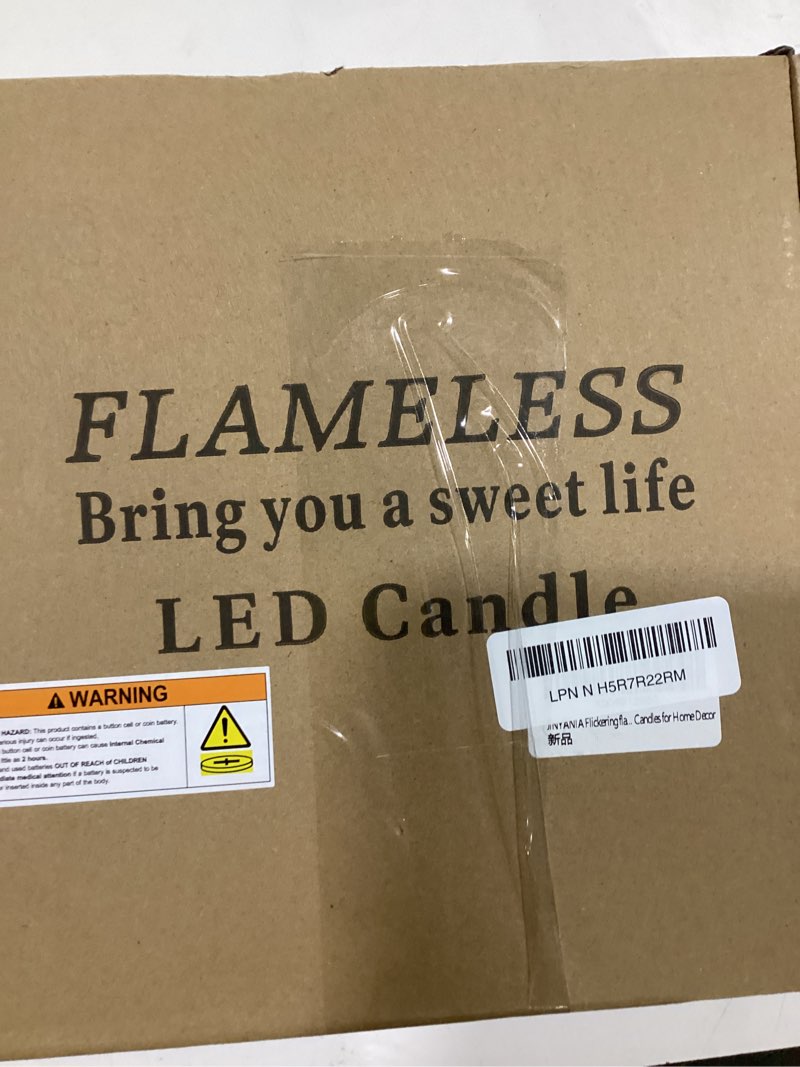 FLAMELESS
Bring you a sweet life
LED Candle
LPN N H5R7R22RM
JINYANIA Flickering fla... Candles for Home Decor
新品
WARNING
HAZARD: This product contains a button cell or coin battery.
injury can occur if ingested.
button cell or coin battery can cause Internal Chemical
little as 2 hours.
and used batteries OUT OF REACH of CHILDREN
medical attention if a battery is suspected to be
inserted inside any part of the body.